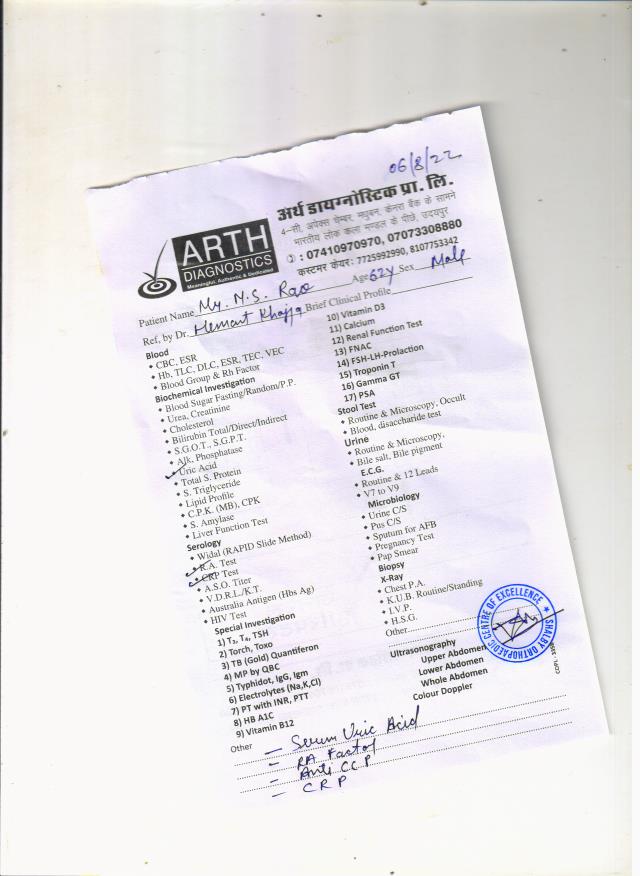 06/8/22
अर्थ डायग्नोस्टिक प्रा. लि.
4-सी, अपेक्स चेम्बर, मधुबन, केनरा बैंक के सामने
भारतीय लोक कला मण्डल के पीछे, उदयपुर
: 07410970970, 07073308880
कस्टमर केयर: 7725992990, 8107753342
ARTH
DIAGNOSTICS
Meaningful, Authentic & Dedicated
Patient Name My. M.S. Rao Age 62y Sex Male
Ref, by Dr. Hemant Khajja Brief Clinical Profile
Blood
• CBC, ESR
• Hb, TLC, DLC, ESR, TEC, VEC
• Blood Group & Rh Factor
Biochemical Investigation
• Blood Sugar Fasting/Random/P.P.
• Urea, Creatinine
• Cholesterol
• Bilirubin Total/Direct/Indirect
• S.G.O.T., S.G.P.T.
• Alk, Phosphatase
• Uric Acid
• Total S. Protein
• S. Triglyceride
• Lipid Profile
• C.P.K. (MB), CPK
• S. Amylase
• Liver Function Test
Serology
• Widal (RAPID Slide Method)
• R.A. Test
• CRP Test
• A.S.O. Titer
• V.D.R.L./K.T.
• Australia Antigen (Hbs Ag)
• HIV Test
Special Investigation
1) T₃, T₄, TSH
2) Torch, Toxo
3) TB (Gold) Quantiferon
4) MP by QBC
5) Typhidot, IgG, Igm
6) Electrolytes (Na,K,Cl)
7) PT with INR, PTT
8) HB A1C
9) Vitamin B12
10) Vitamin D3
11) Calcium
12) Renal Function Test
13) FNAC
14) FSH-LH-Prolaction
15) Troponin T
16) Gamma GT
17) PSA
Stool Test
• Routine & Microscopy, Occult
• Blood, disaccharide test
Urine
• Routine & Microscopy,
• Bile salt, Bile pigment
E.C.G.
• Routine & 12 Leads
• V7 to V9
Microbiology
• Urine C/S
• Pus C/S
• Sputum for AFB
• Pregnancy Test
• Pap Smear
Biopsy
X-Ray
• Chest P.A.
• K.U.B. Routine/Standing
• I.V.P.
• H.S.G.
Other
Ultrasonography
Upper Abdomen
Lower Abdomen
Whole Abdomen
Colour Doppler
SHALBY ORTHOPAEDIC CENTRE OF EXCELLENCE
Other
– Serum Uric Acid
– RA Factor
– Anti CCP
– CRP